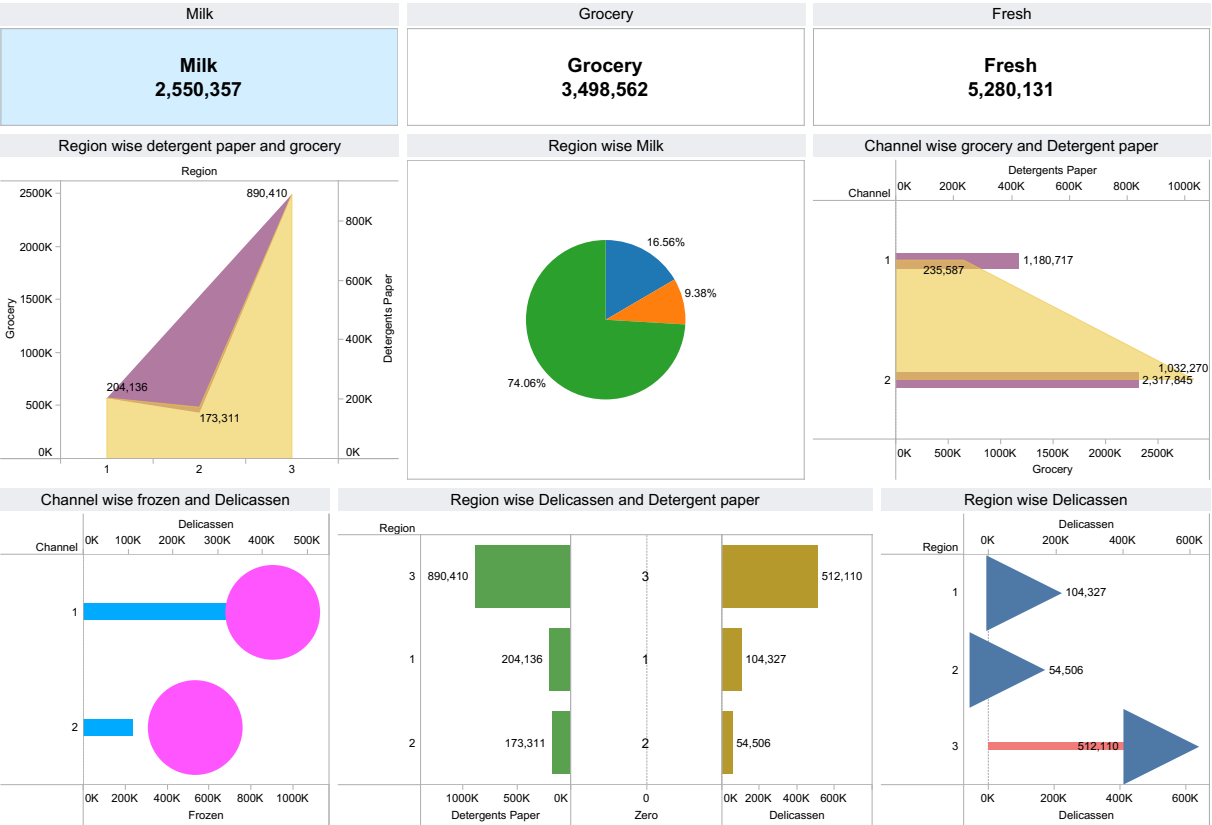 Milk
Grocery
Fresh
Milk
2,550,357
Grocery
3,498,562
Fresh
5,280,131
Region wise detergent paper and grocery
Region
2500K
2000K
1500K
1000K
500K
0K
Grocery
890,410
204,136
173,311
800K
600K
400K
200K
0K
Detergents Paper
1 2 3
Region wise Milk
16.56%
9.38%
74.06%
Channel wise grocery and Detergent paper
Detergents Paper
Channel
0K 200K 400K 600K 800K 1000K
1
1,180,717
235,587
1,032,270
2
2,317,845
0K 500K 1000K 1500K 2000K 2500K
Grocery
Channel wise frozen and Delicassen
Delicassen
Channel
0K 100K 200K 300K 400K 500K
1
2
0K 200K 400K 600K 800K 1000K
Frozen
Region wise Delicassen and Detergent paper
Region
3 890,410 3 512,110
1 204,136 1 104,327
2 173,311 2 54,506
1000K 500K 0K 0 0K 200K 400K 600K
Detergents Paper Zero Delicassen
Region wise Delicassen
Delicassen
Region
0K 200K 400K 600K
1 104,327
2 54,506
3 512,110
0K 200K 400K 600K
Delicassen